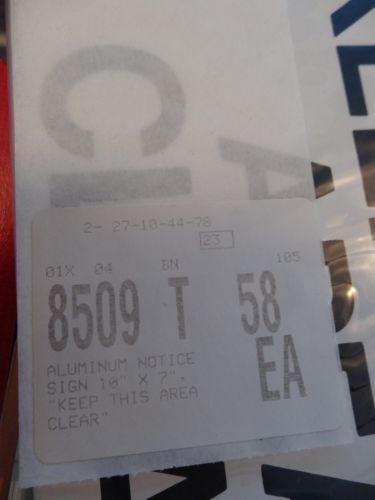 2- 27-10-44-78
23
01X 04 BN 105
8509 T 58
EA
ALUMINUM NOTICE
SIGN 10" X 7".
"KEEP THIS AREA
CLEAR"